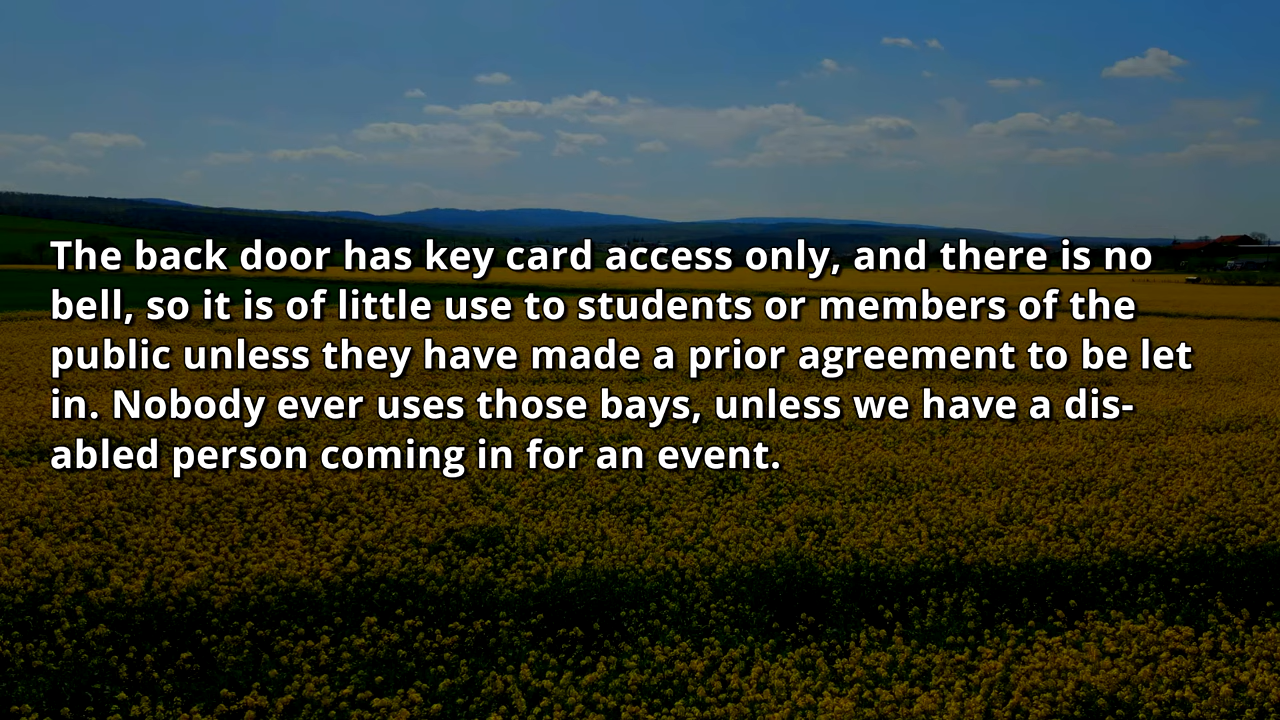 The back door has key card access only, and there is no
bell, so it is of little use to students or members of the
public unless they have made a prior agreement to be let
in. Nobody ever uses those bays, unless we have a dis-
abled person coming in for an event.